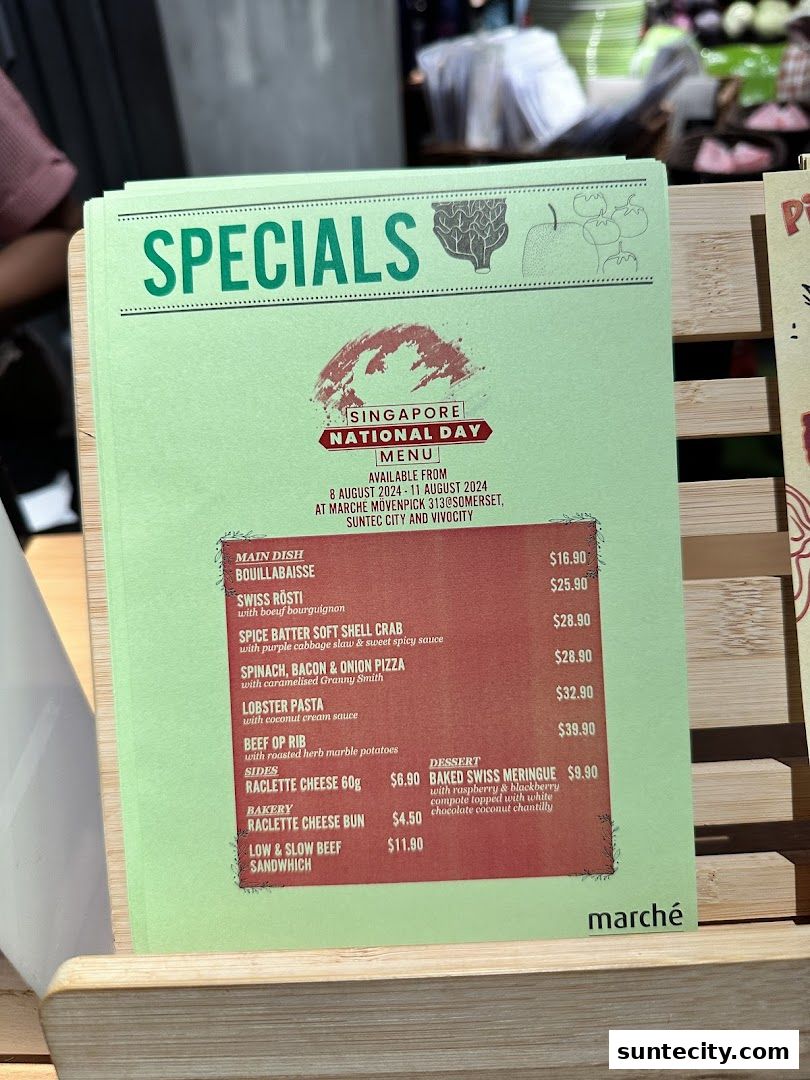 SPECIALS
SINGAPORE
NATIONAL DAY
MENU
AVAILABLE FROM
8 AUGUST 2024 - 11 AUGUST 2024
AT MARCHÉ MÖVENPICK 313@SOMERSET,
SUNTEC CITY AND VIVOCITY
MAIN DISH
BOUILLABAISSE $16.90
SWISS RÖSTI $25.90
with boeuf bourguignon
SPICE BATTER SOFT SHELL CRAB $28.90
with purple cabbage slaw & sweet spicy sauce
SPINACH, BACON & ONION PIZZA $28.90
with caramelised Granny Smith
LOBSTER PASTA $32.90
with coconut cream sauce
BEEF OP RIB $39.90
with roasted herb marble potatoes
SIDES
RACLETTE CHEESE 60g $6.90
BAKERY
RACLETTE CHEESE BUN $4.50
LOW & SLOW BEEF $11.90
SANDWHICH
DESSERT
BAKED SWISS MERINGUE $9.90
with raspberry & blackberry
compote topped with white
chocolate coconut chantilly
marché
suntecity.com